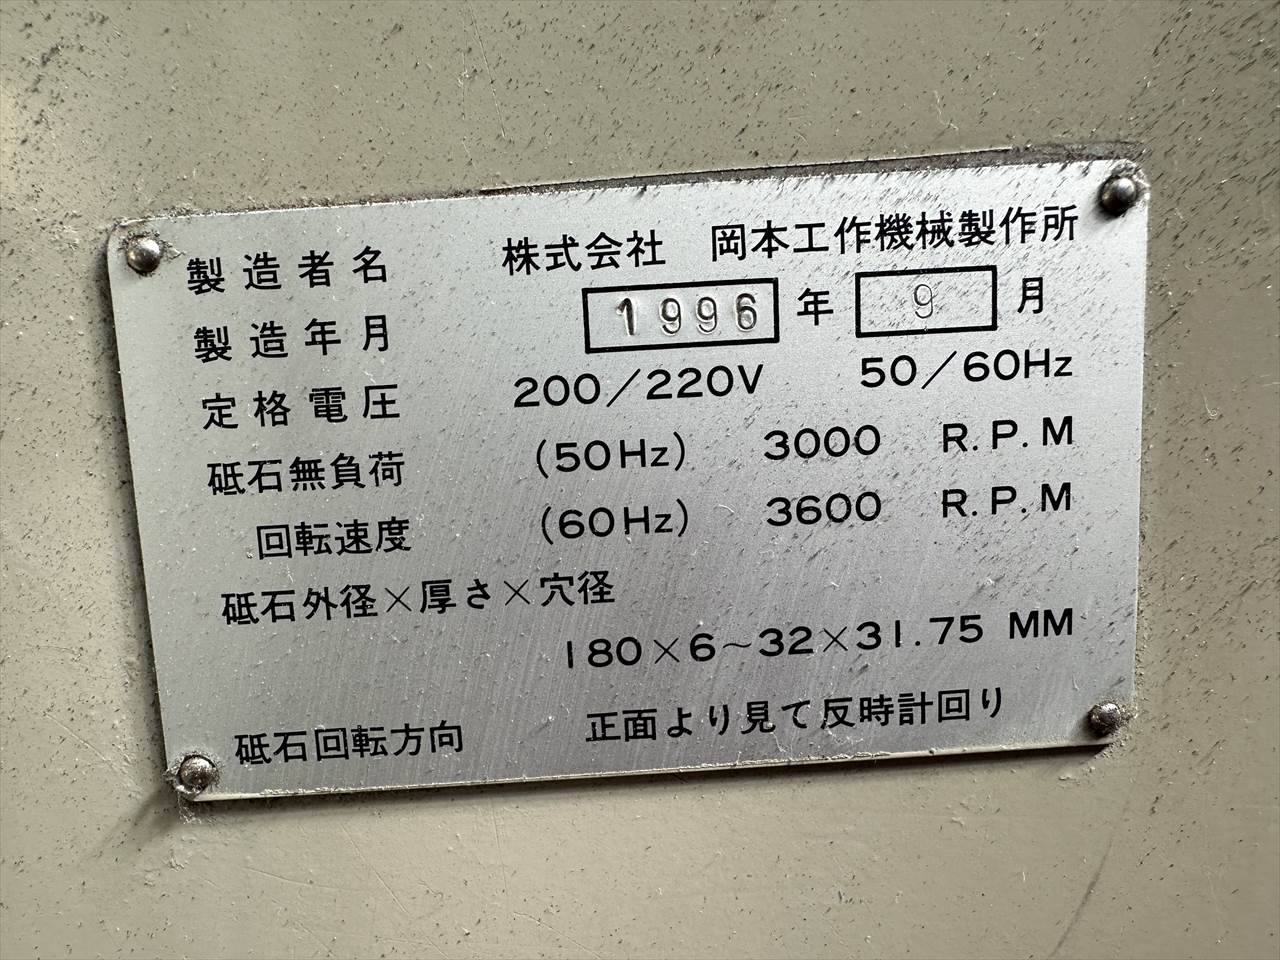 製造者名 株式会社 岡本工作機械製作所
製造年月 1996 年 9 月
定格電圧 200/220V 50/60Hz
砥石無負荷 (50Hz) 3000 R.P.M
回転速度 (60Hz) 3600 R.P.M
砥石外径×厚さ×穴径
180×6~32×31.75 MM
砥石回転方向 正面より見て反時計回り